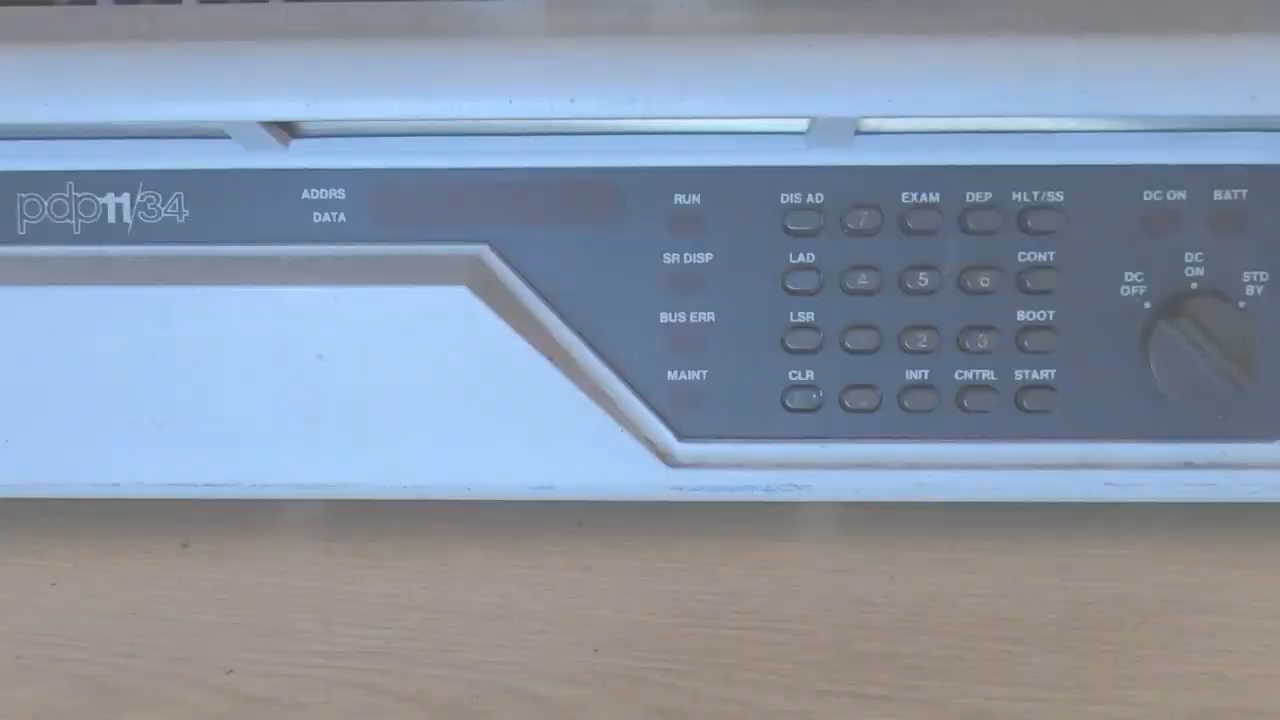 pdp11/34
ADDRS
DATA
RUN
SR DISP
BUS ERR
MAINT
DIS AD
EXAM
DEP
HLT/SS
7
LAD
CONT
4 5 6
LSR
BOOT
2 3
CLR
INIT
CNTRL
START
DC ON
BATT
DC
OFF
DC
ON
STD
BY